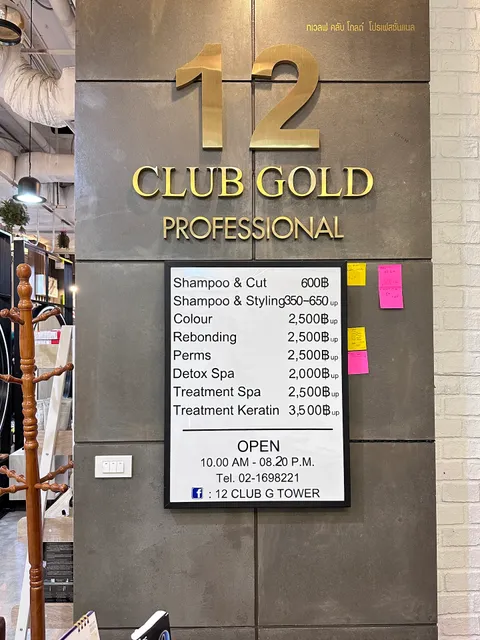 ทเวลฟ์ คลับ โกลด์ โปรเฟสชั่นแนล
12
CLUB GOLD
PROFESSIONAL
Shampoo & Cut 600฿
Shampoo & Styling 350-650 up
Colour 2,500฿ up
Rebonding 2,500฿ up
Perms 2,500฿ up
Detox Spa 2,000฿ up
Treatment Spa 2,500฿ up
Treatment Keratin 3,500฿ up
OPEN
10.00 AM - 08.20 P.M.
Tel. 02-1698221
f : 12 CLUB G TOWER